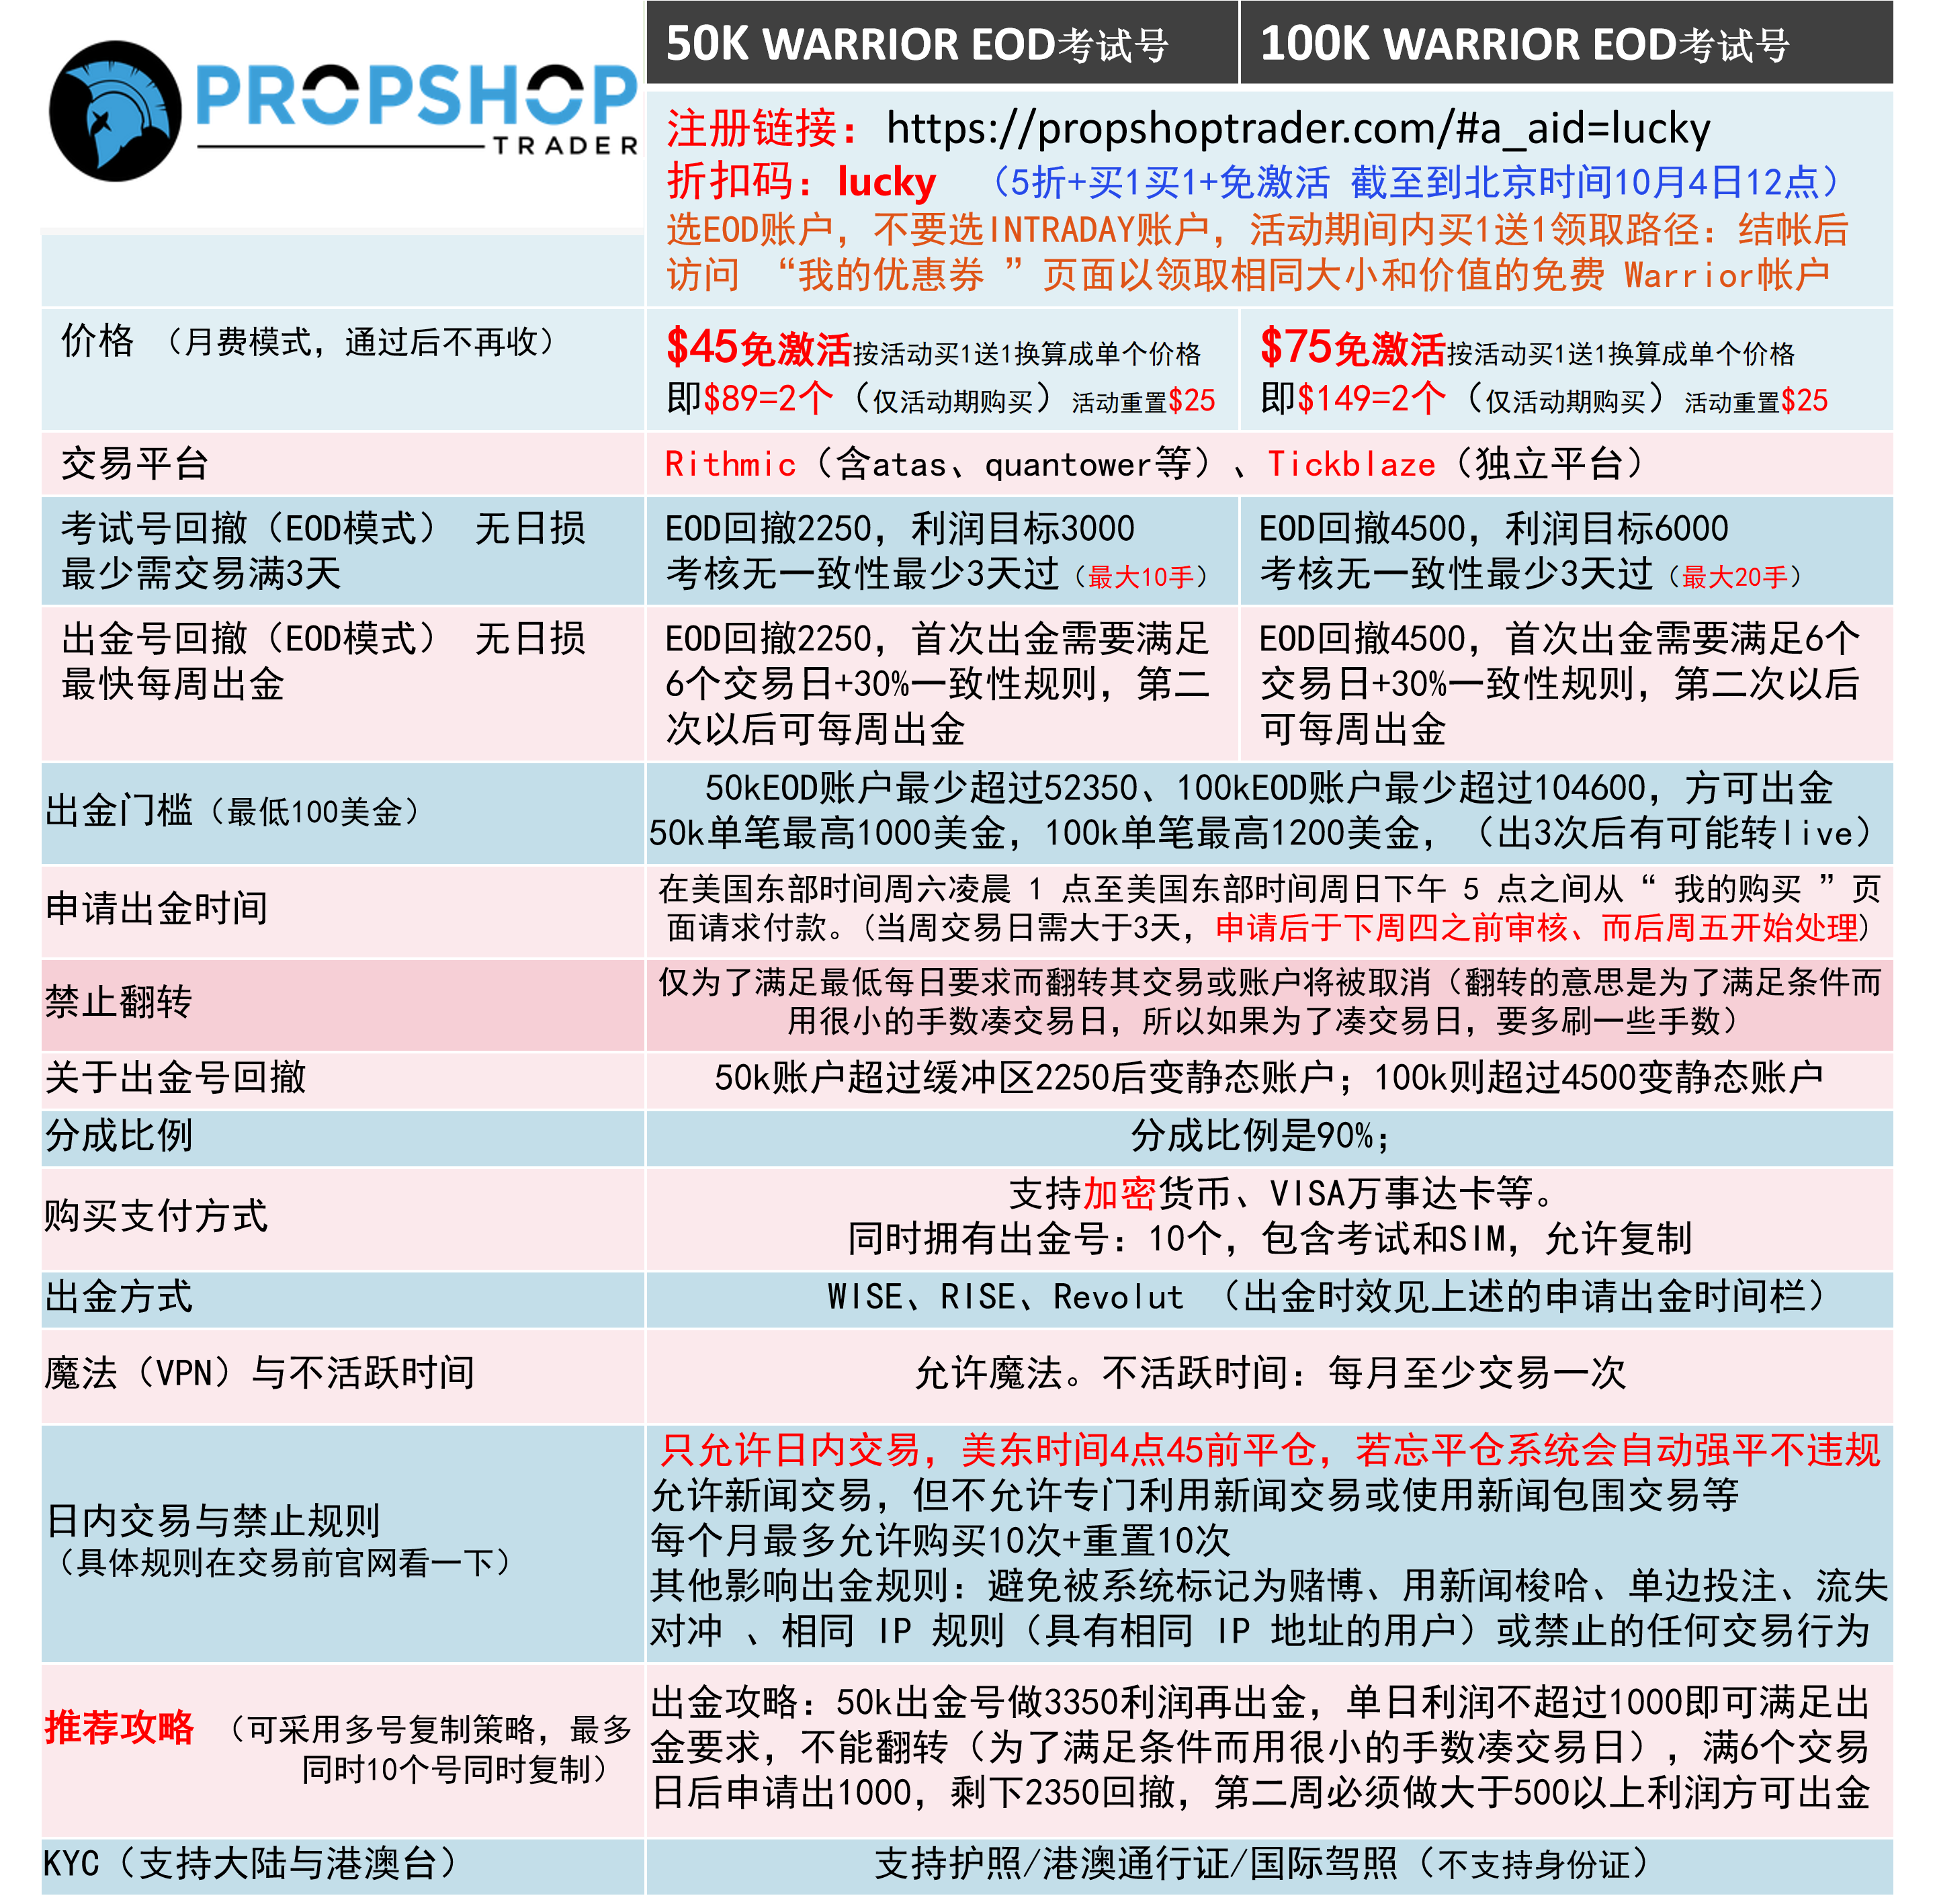 PROPSHOP
TRADER
50K WARRIOR EOD考试号
100K WARRIOR EOD考试号
注册链接：https://propshoptrader.com/#a_aid=lucky
折扣码：lucky （5折+买1买1+免激活 截至到北京时间10月4日12点）
选EOD账户，不要选INTRADAY账户，活动期间内买1送1领取路径：结帐后
访问 “我的优惠券 ”页面以领取相同大小和价值的免费 Warrior帐户
价格 （月费模式，通过后不再收）
$45免激活按活动买1送1换算成单个价格
即$89=2个（仅活动期购买）活动重置$25
$75免激活按活动买1送1换算成单个价格
即$149=2个（仅活动期购买）活动重置$25
交易平台
Rithmic（含atas、quantower等）、Tickblaze（独立平台）
考试号回撤（EOD模式） 无日损
最少需交易满3天
EOD回撤2250，利润目标3000
考核无一致性最少3天过（最大10手）
EOD回撤4500，利润目标6000
考核无一致性最少3天过（最大20手）
出金号回撤（EOD模式） 无日损
最快每周出金
EOD回撤2250，首次出金需要满足
6个交易日+30%一致性规则，第二
次以后可每周出金
EOD回撤4500，首次出金需要满足6个
交易日+30%一致性规则，第二次以后
可每周出金
出金门槛（最低100美金）
50kEOD账户最少超过52350、100kEOD账户最少超过104600，方可出金
50k单笔最高1000美金，100k单笔最高1200美金，（出3次后有可能转live）
申请出金时间
在美国东部时间周六凌晨 1 点至美国东部时间周日下午 5 点之间从“ 我的购买 ”页
面请求付款。(当周交易日需大于3天，申请后于下周四之前审核、而后周五开始处理)
禁止翻转
仅为了满足最低每日要求而翻转其交易或账户将被取消（翻转的意思是为了满足条件而
用很小的手数凑交易日，所以如果为了凑交易日，要多刷一些手数）
关于出金号回撤
50k账户超过缓冲区2250后变静态账户；100k则超过4500变静态账户
分成比例
分成比例是90%；
购买支付方式
支持加密货币、VISA万事达卡等。
同时拥有出金号：10个，包含考试和SIM，允许复制
出金方式
WISE、RISE、Revolut （出金时效见上述的申请出金时间栏）
魔法（VPN）与不活跃时间
允许魔法。不活跃时间：每月至少交易一次
日内交易与禁止规则
（具体规则在交易前官网看一下）
只允许日内交易，美东时间4点45前平仓，若忘平仓系统会自动强平不违规
允许新闻交易，但不允许专门利用新闻交易或使用新闻包围交易等
每个月最多允许购买10次+重置10次
其他影响出金规则：避免被系统标记为赌博、用新闻梭哈、单边投注、流失
对冲 、相同 IP 规则（具有相同 IP 地址的用户）或禁止的任何交易行为
推荐攻略 （可采用多号复制策略，最多
同时10个号同时复制）
出金攻略：50k出金号做3350利润再出金，单日利润不超过1000即可满足出
金要求，不能翻转（为了满足条件而用很小的手数凑交易日），满6个交易
日后申请出1000，剩下2350回撤，第二周必须做大于500以上利润方可出金
KYC（支持大陆与港澳台）
支持护照/港澳通行证/国际驾照（不支持身份证）